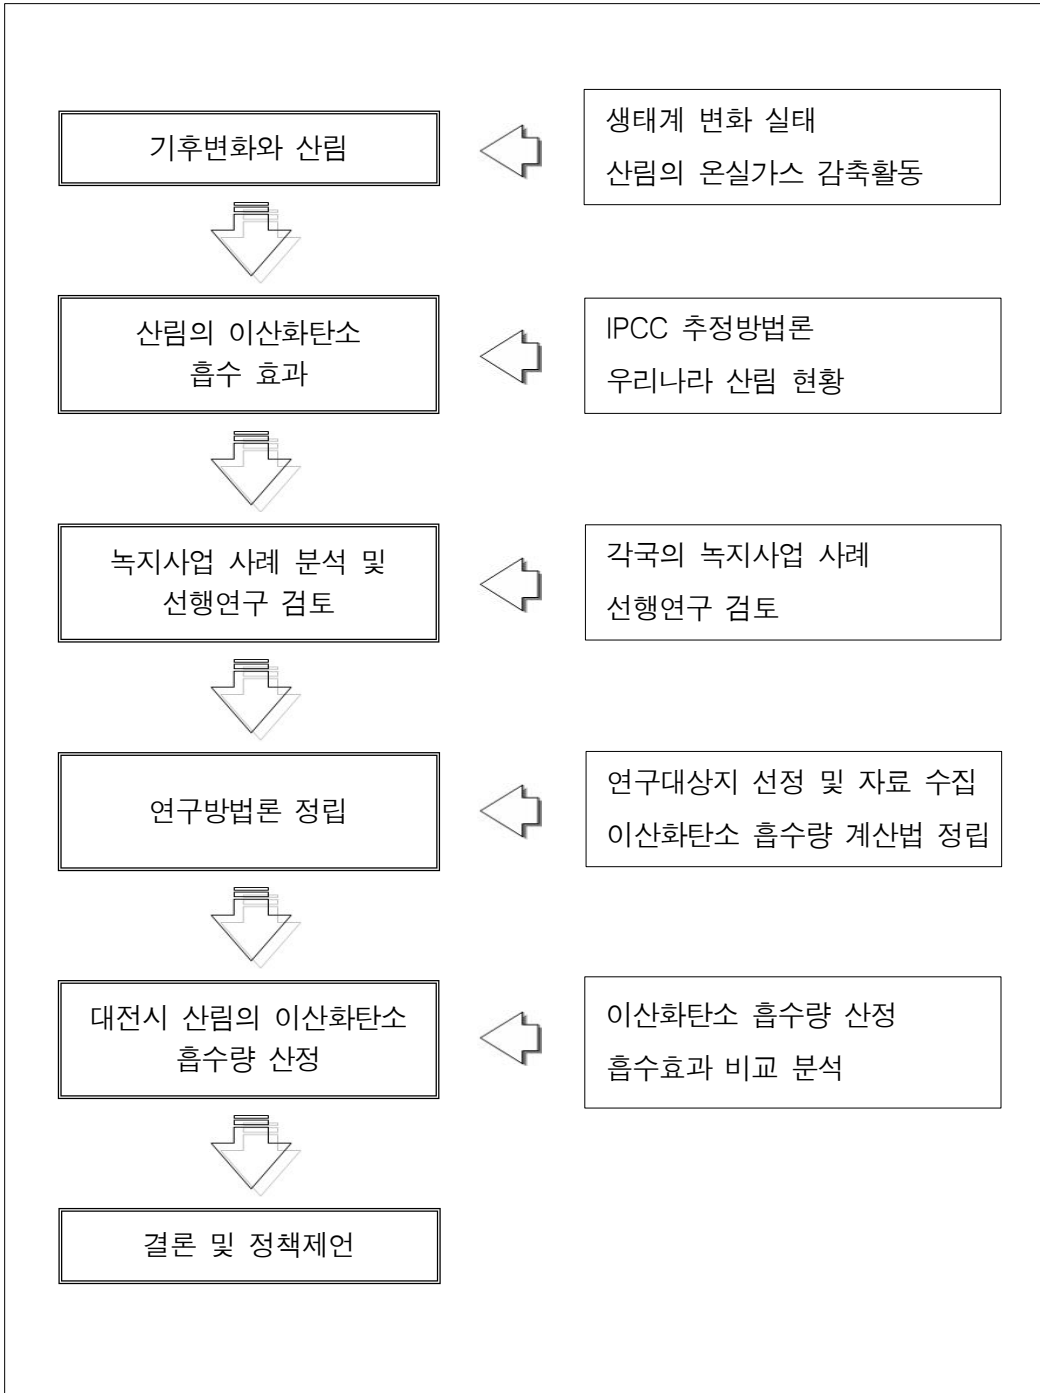 기후변화와 산림
생태계 변화 실태
산림의 온실가스 감축활동
산림의 이산화탄소
흡수 효과
IPCC 추정방법론
우리나라 산림 현황
녹지사업 사례 분석 및
선행연구 검토
각국의 녹지사업 사례
선행연구 검토
연구방법론 정립
연구대상지 선정 및 자료 수집
이산화탄소 흡수량 계산법 정립
대전시 산림의 이산화탄소
흡수량 산정
이산화탄소 흡수량 산정
흡수효과 비교 분석
결론 및 정책제언